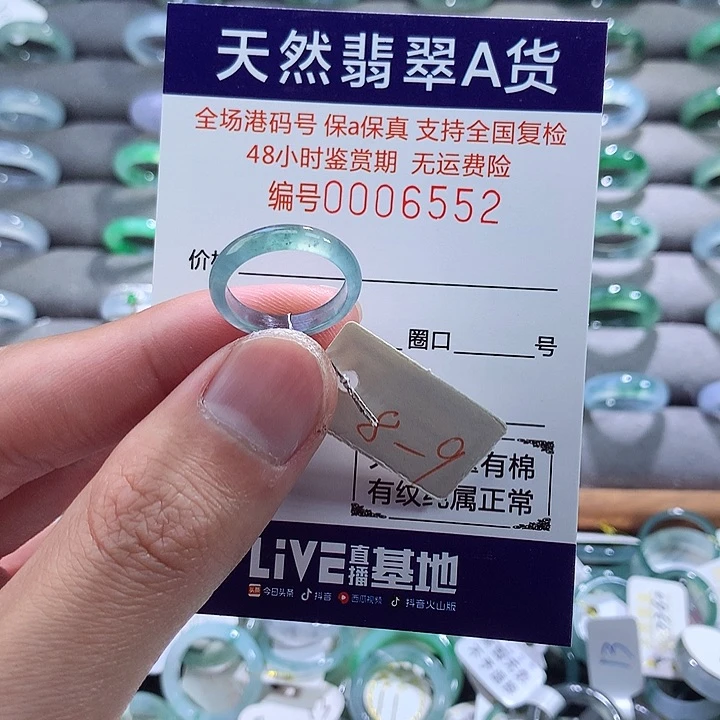 天然翡翠A货
全场港码号 保a保真 支持全国复检
48小时鉴赏期 无运费险
编号0006552
价
圈口 号
8-9
有棉
有纹 属正常
LiVE直播基地
头条 今日头条 抖音 西瓜视频 抖音火山版
13